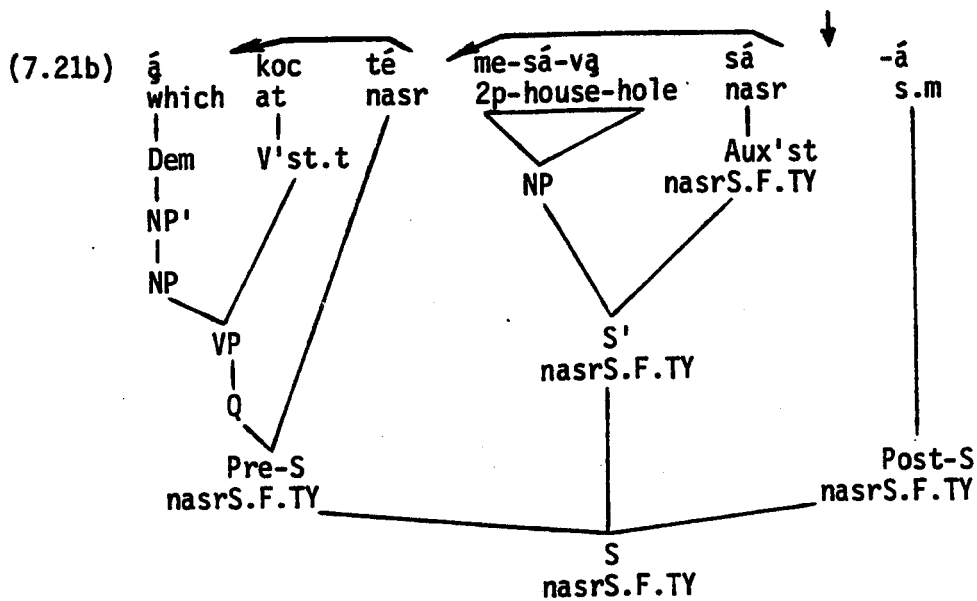 (7.21b) ą́ koc té me-sá-vą sá -á
which at nasr 2p-house-hole nasr s.m
Dem V'st.t Aux'st
NP nasrS.F.TY
NP'
NP
VP S'
nasrS.F.TY
Q
Pre-S Post-S
nasrS.F.TY nasrS.F.TY
S
nasrS.F.TY